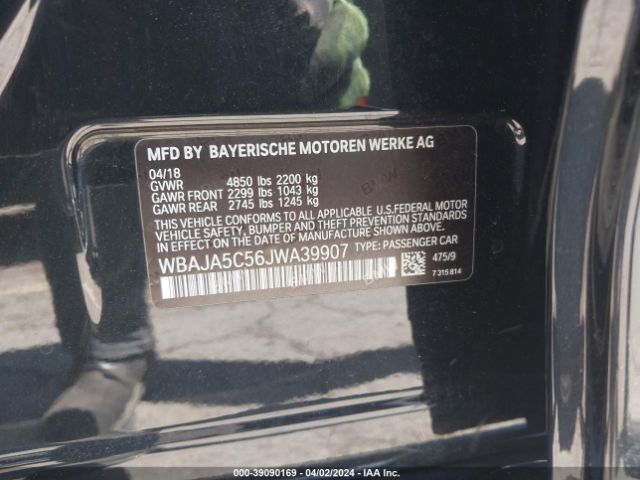 MFD BY BAYERISCHE MOTOREN WERKE AG
04/18
GVWR 4850 lbs 2200 kg
GAWR FRONT 2299 lbs 1043 kg
GAWR REAR 2745 lbs 1245 kg
THIS VEHICLE CONFORMS TO ALL APPLICABLE U.S.FEDERAL MOTOR
VEHICLE SAFETY, BUMPER, AND THEFT PREVENTION STANDARDS
IN EFFECT ON THE DATE OF MANUFACTURE SHOWN ABOVE.
WBAJA5C56JWA39907 TYPE: PASSENGER CAR
475/9
7 315 814
000-39090169 - 04/02/2024 - IAA Inc.